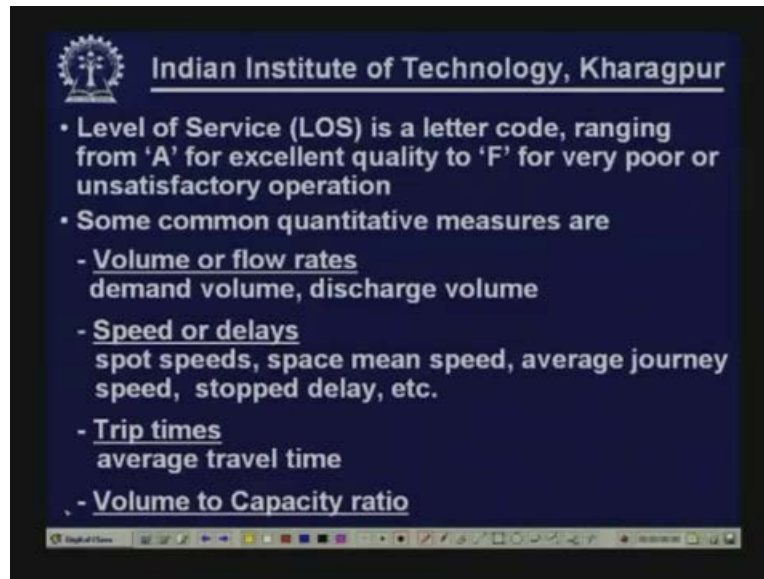 Indian Institute of Technology, Kharagpur
• Level of Service (LOS) is a letter code, ranging
from ‘A’ for excellent quality to ‘F’ for very poor or
unsatisfactory operation
• Some common quantitative measures are
- Volume or flow rates
demand volume, discharge volume
- Speed or delays
spot speeds, space mean speed, average journey
speed, stopped delay, etc.
- Trip times
average travel time
- Volume to Capacity ratio